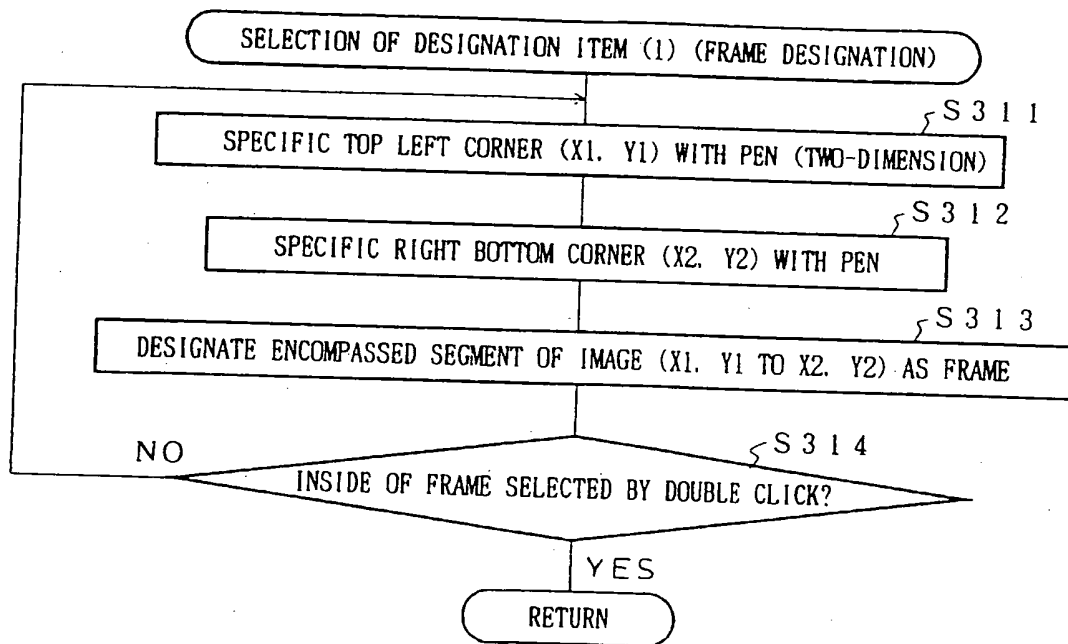 SELECTION OF DESIGNATION ITEM (1) (FRAME DESIGNATION)
S311
SPECIFIC TOP LEFT CORNER (X1. Y1) WITH PEN (TWO-DIMENSION)
S312
SPECIFIC RIGHT BOTTOM CORNER (X2. Y2) WITH PEN
S313
DESIGNATE ENCOMPASSED SEGMENT OF IMAGE (X1. Y1 TO X2. Y2) AS FRAME
NO
S314
INSIDE OF FRAME SELECTED BY DOUBLE CLICK?
YES
RETURN